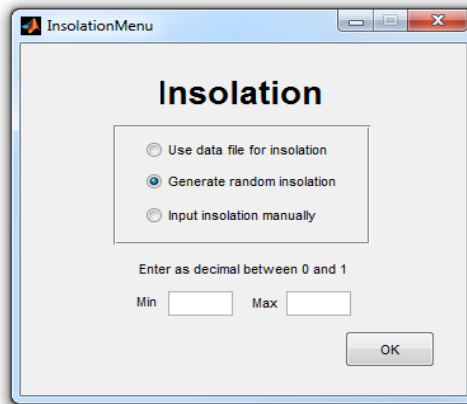 InsolationMenu
Insolation
Use data file for insolation
Generate random insolation
Input insolation manually
Enter as decimal between 0 and 1
Min Max
OK